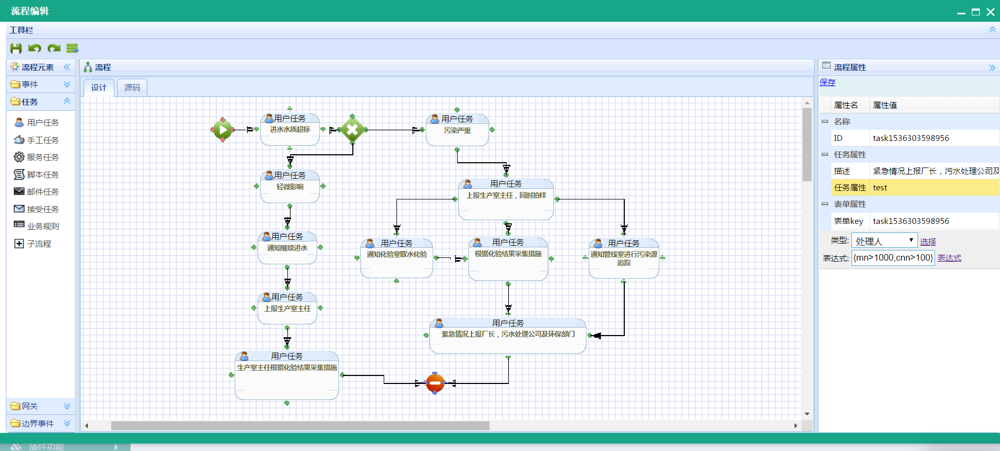 流程编辑
工具栏
流程元素
事件
任务
用户任务
手工任务
服务任务
脚本任务
邮件任务
接受任务
业务规则
子流程
网关
边界事件
流程
设计
源码
用户任务
进水水质超标
用户任务
污染严重
用户任务
轻微影响
用户任务
上报生产室主任，同时拍样
用户任务
通知继续进水
用户任务
通知化验室取水化验
用户任务
根据化验结果采集措施
用户任务
通知管线室进行污染源
追踪
用户任务
上报生产室主任
用户任务
紧急情况上报厂长，污水处理公司及环保部门
用户任务
生产室主任根据化验结果采集措施
流程属性
保存
属性名 属性值
名称
ID task1536303598956
任务属性
描述 紧急情况上报厂长，污水处理公司及
任务属性 test
表单属性
表单key task1536303598956
类型: 处理人 选择
表达式: {mn>1000,cnn>100} 表达式
插件功能